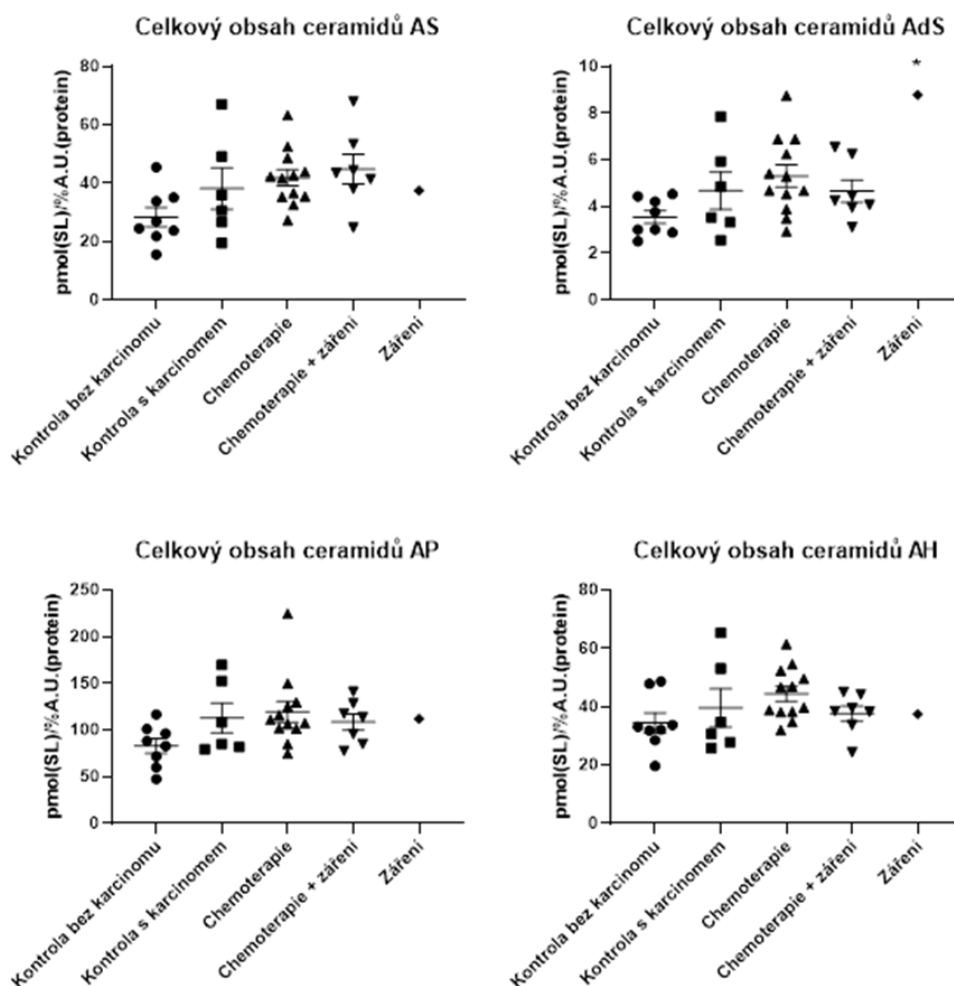 Celkový obsah ceramidů AS
pmol(SL)/%A.U.(protein)
80
60
40
20
0
Kontrola bez karcinomu
Kontrola s karcinomem
Chemoterapie
Chemoterapie + záření
Záření
Celkový obsah ceramidů AdS
pmol(SL)/%A.U.(protein)
10
8
6
4
2
0
*
Kontrola bez karcinomu
Kontrola s karcinomem
Chemoterapie
Chemoterapie + záření
Záření
Celkový obsah ceramidů AP
pmol(SL)/%A.U.(protein)
250
200
150
100
50
0
Kontrola bez karcinomu
Kontrola s karcinomem
Chemoterapie
Chemoterapie + záření
Záření
Celkový obsah ceramidů AH
pmol(SL)/%A.U.(protein)
80
60
40
20
0
Kontrola bez karcinomu
Kontrola s karcinomem
Chemoterapie
Chemoterapie + záření
Záření